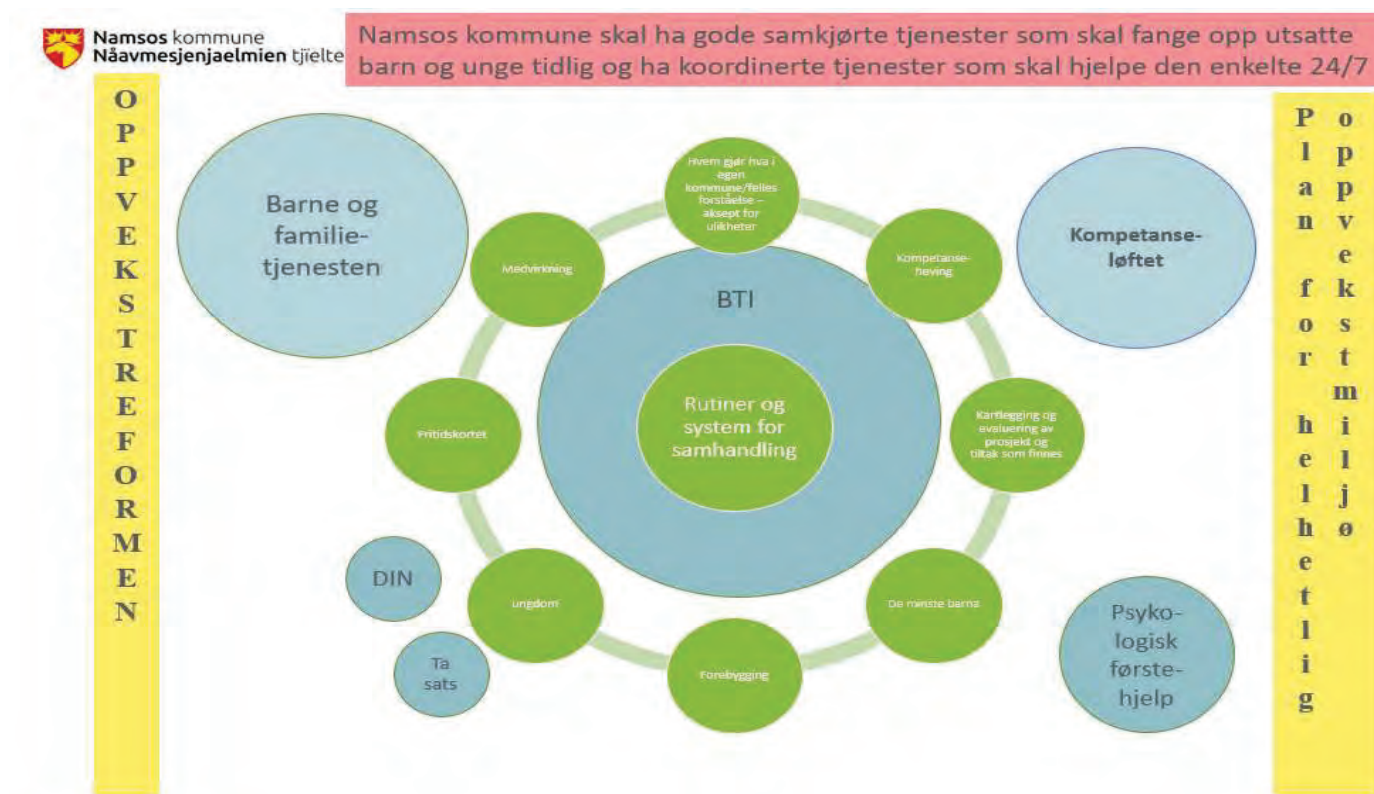 Namsos kommune
Nåavmesjenjaelmien tjïelte
Namsos kommune skal ha gode samkjørte tjenester som skal fange opp utsatte
barn og unge tidlig og ha koordinerte tjenester som skal hjelpe den enkelte 24/7
OPPVEKSTREFORMEN
Barne og
familie-
tjenesten
Hvem gjør hva i
egen
kommune/felles
forståelse –
aksept for
ulikheter
Medvirkning
Kompetanse-
heving
Kompetanse-
løftet
BTI
Rutiner og
system for
samhandling
Fritidskortet
Kartlegging og
evaluering av
prosjekt og
tiltak som finnes
DIN
ungdom
De minste barna
Ta
sats
Forebygging
Psyko-
logisk
første-
hjelp
Plan for helhetlig
oppvekstmiljø